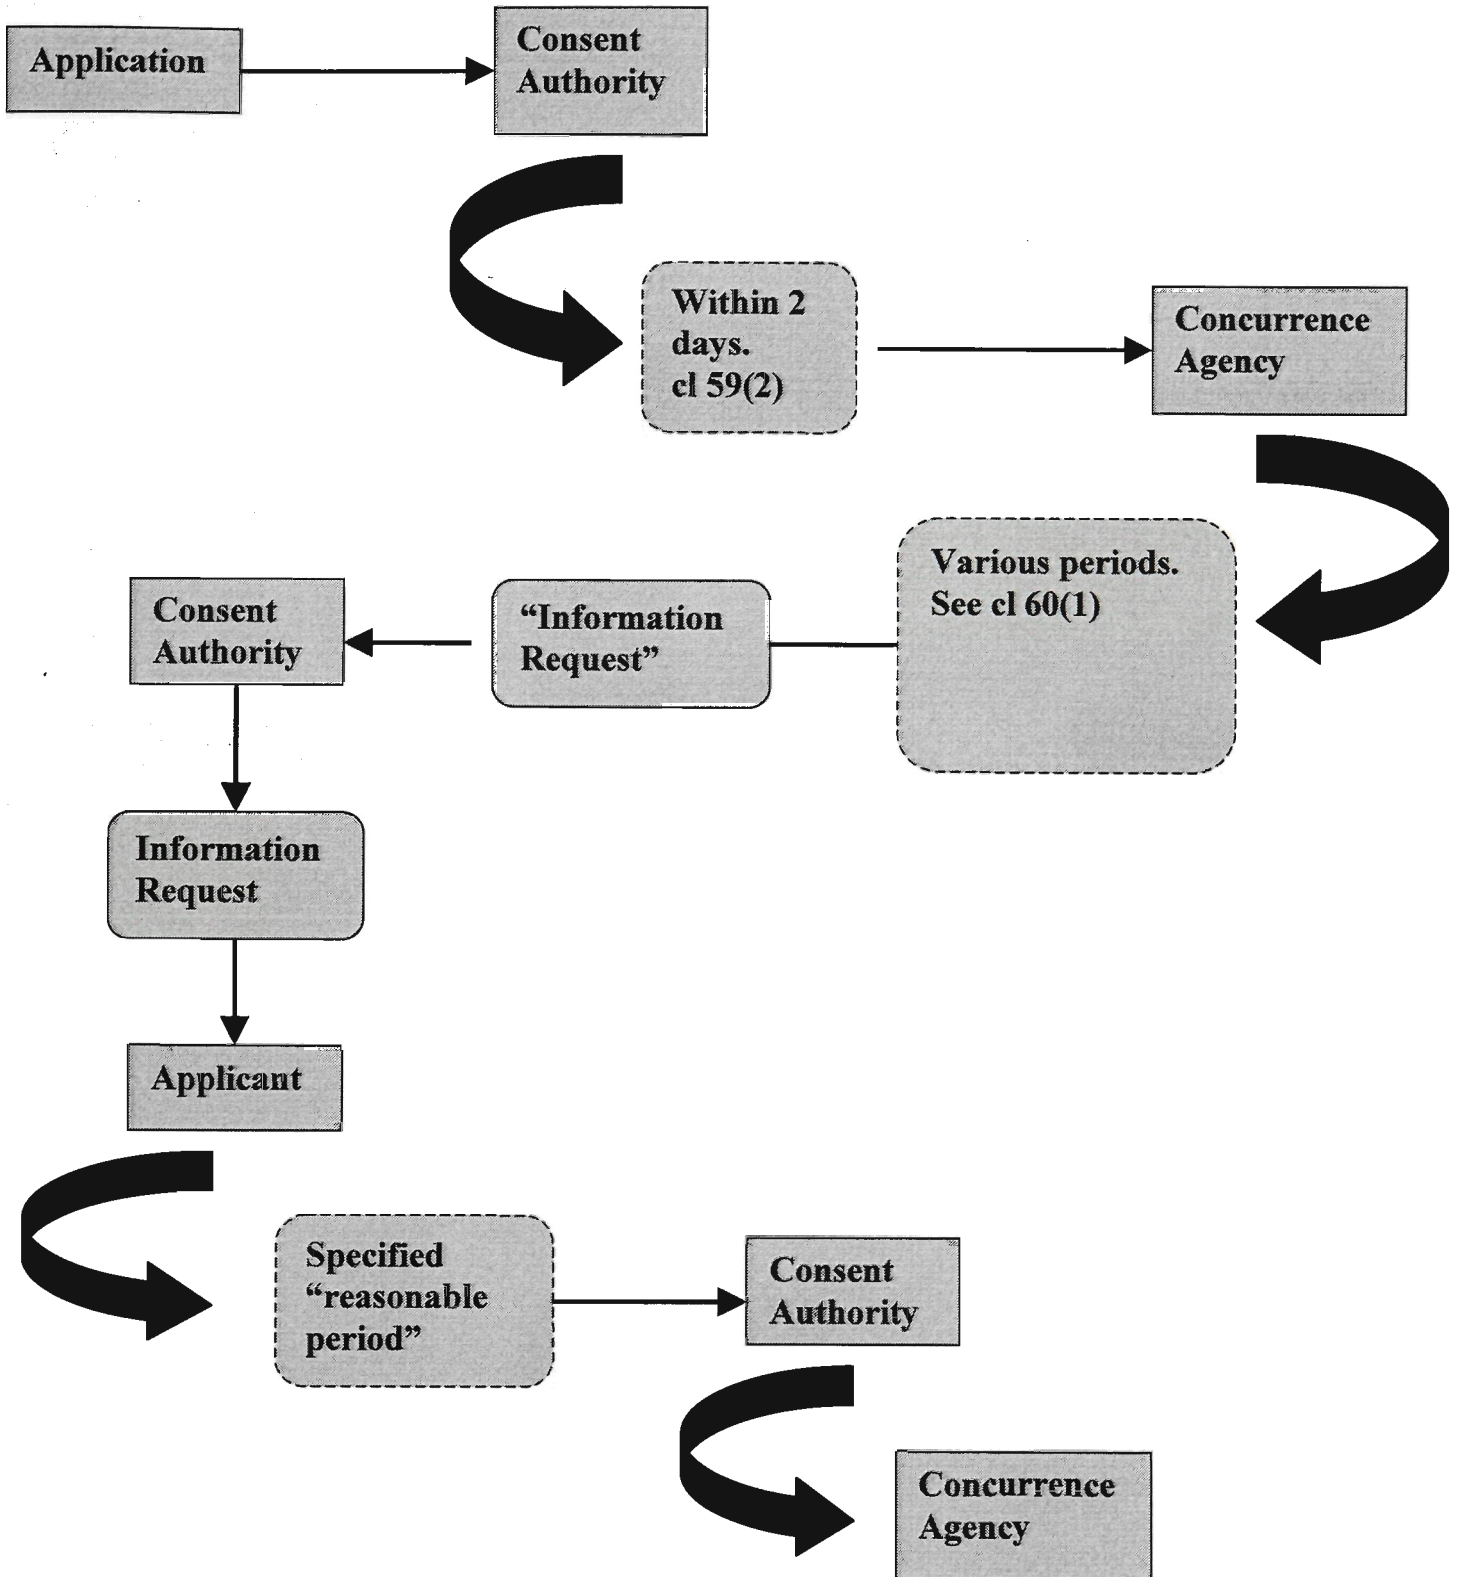 Application
Consent
Authority
Within 2
days.
cl 59(2)
Concurrence
Agency
Various periods.
See cl 60(1)
“Information
Request”
Consent
Authority
Information
Request
Applicant
Specified
“reasonable
period”
Consent
Authority
Concurrence
Agency